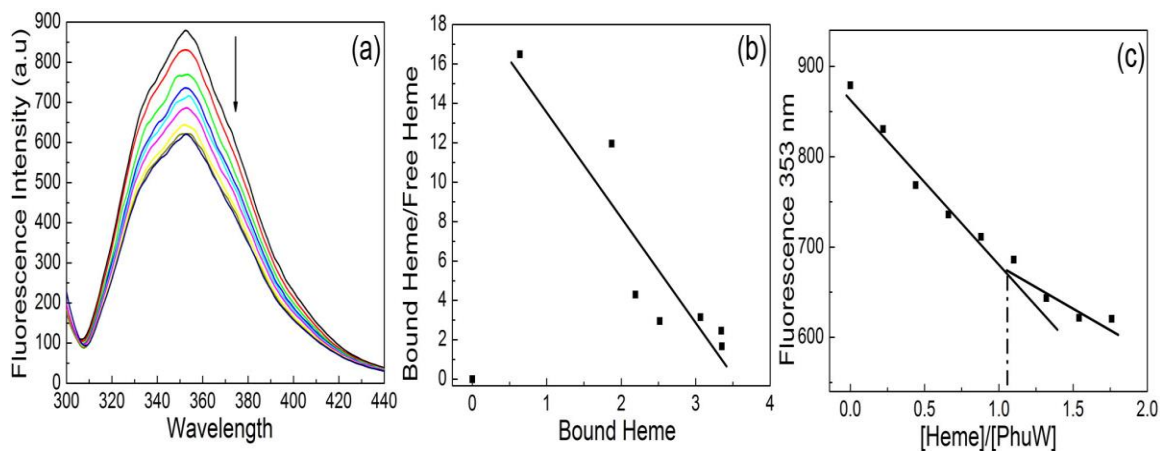 (a)
Fluorescence Intensity (a.u)
900
800
700
600
500
400
300
200
100
0
300 320 340 360 380 400 420 440
Wavelength
(b)
Bound Heme/Free Heme
18
16
14
12
10
8
6
4
2
0
0 1 2 3 4
Bound Heme
(c)
Fluorescence 353 nm
900
800
700
600
0.0 0.5 1.0 1.5 2.0
[Heme]/[PhuW]